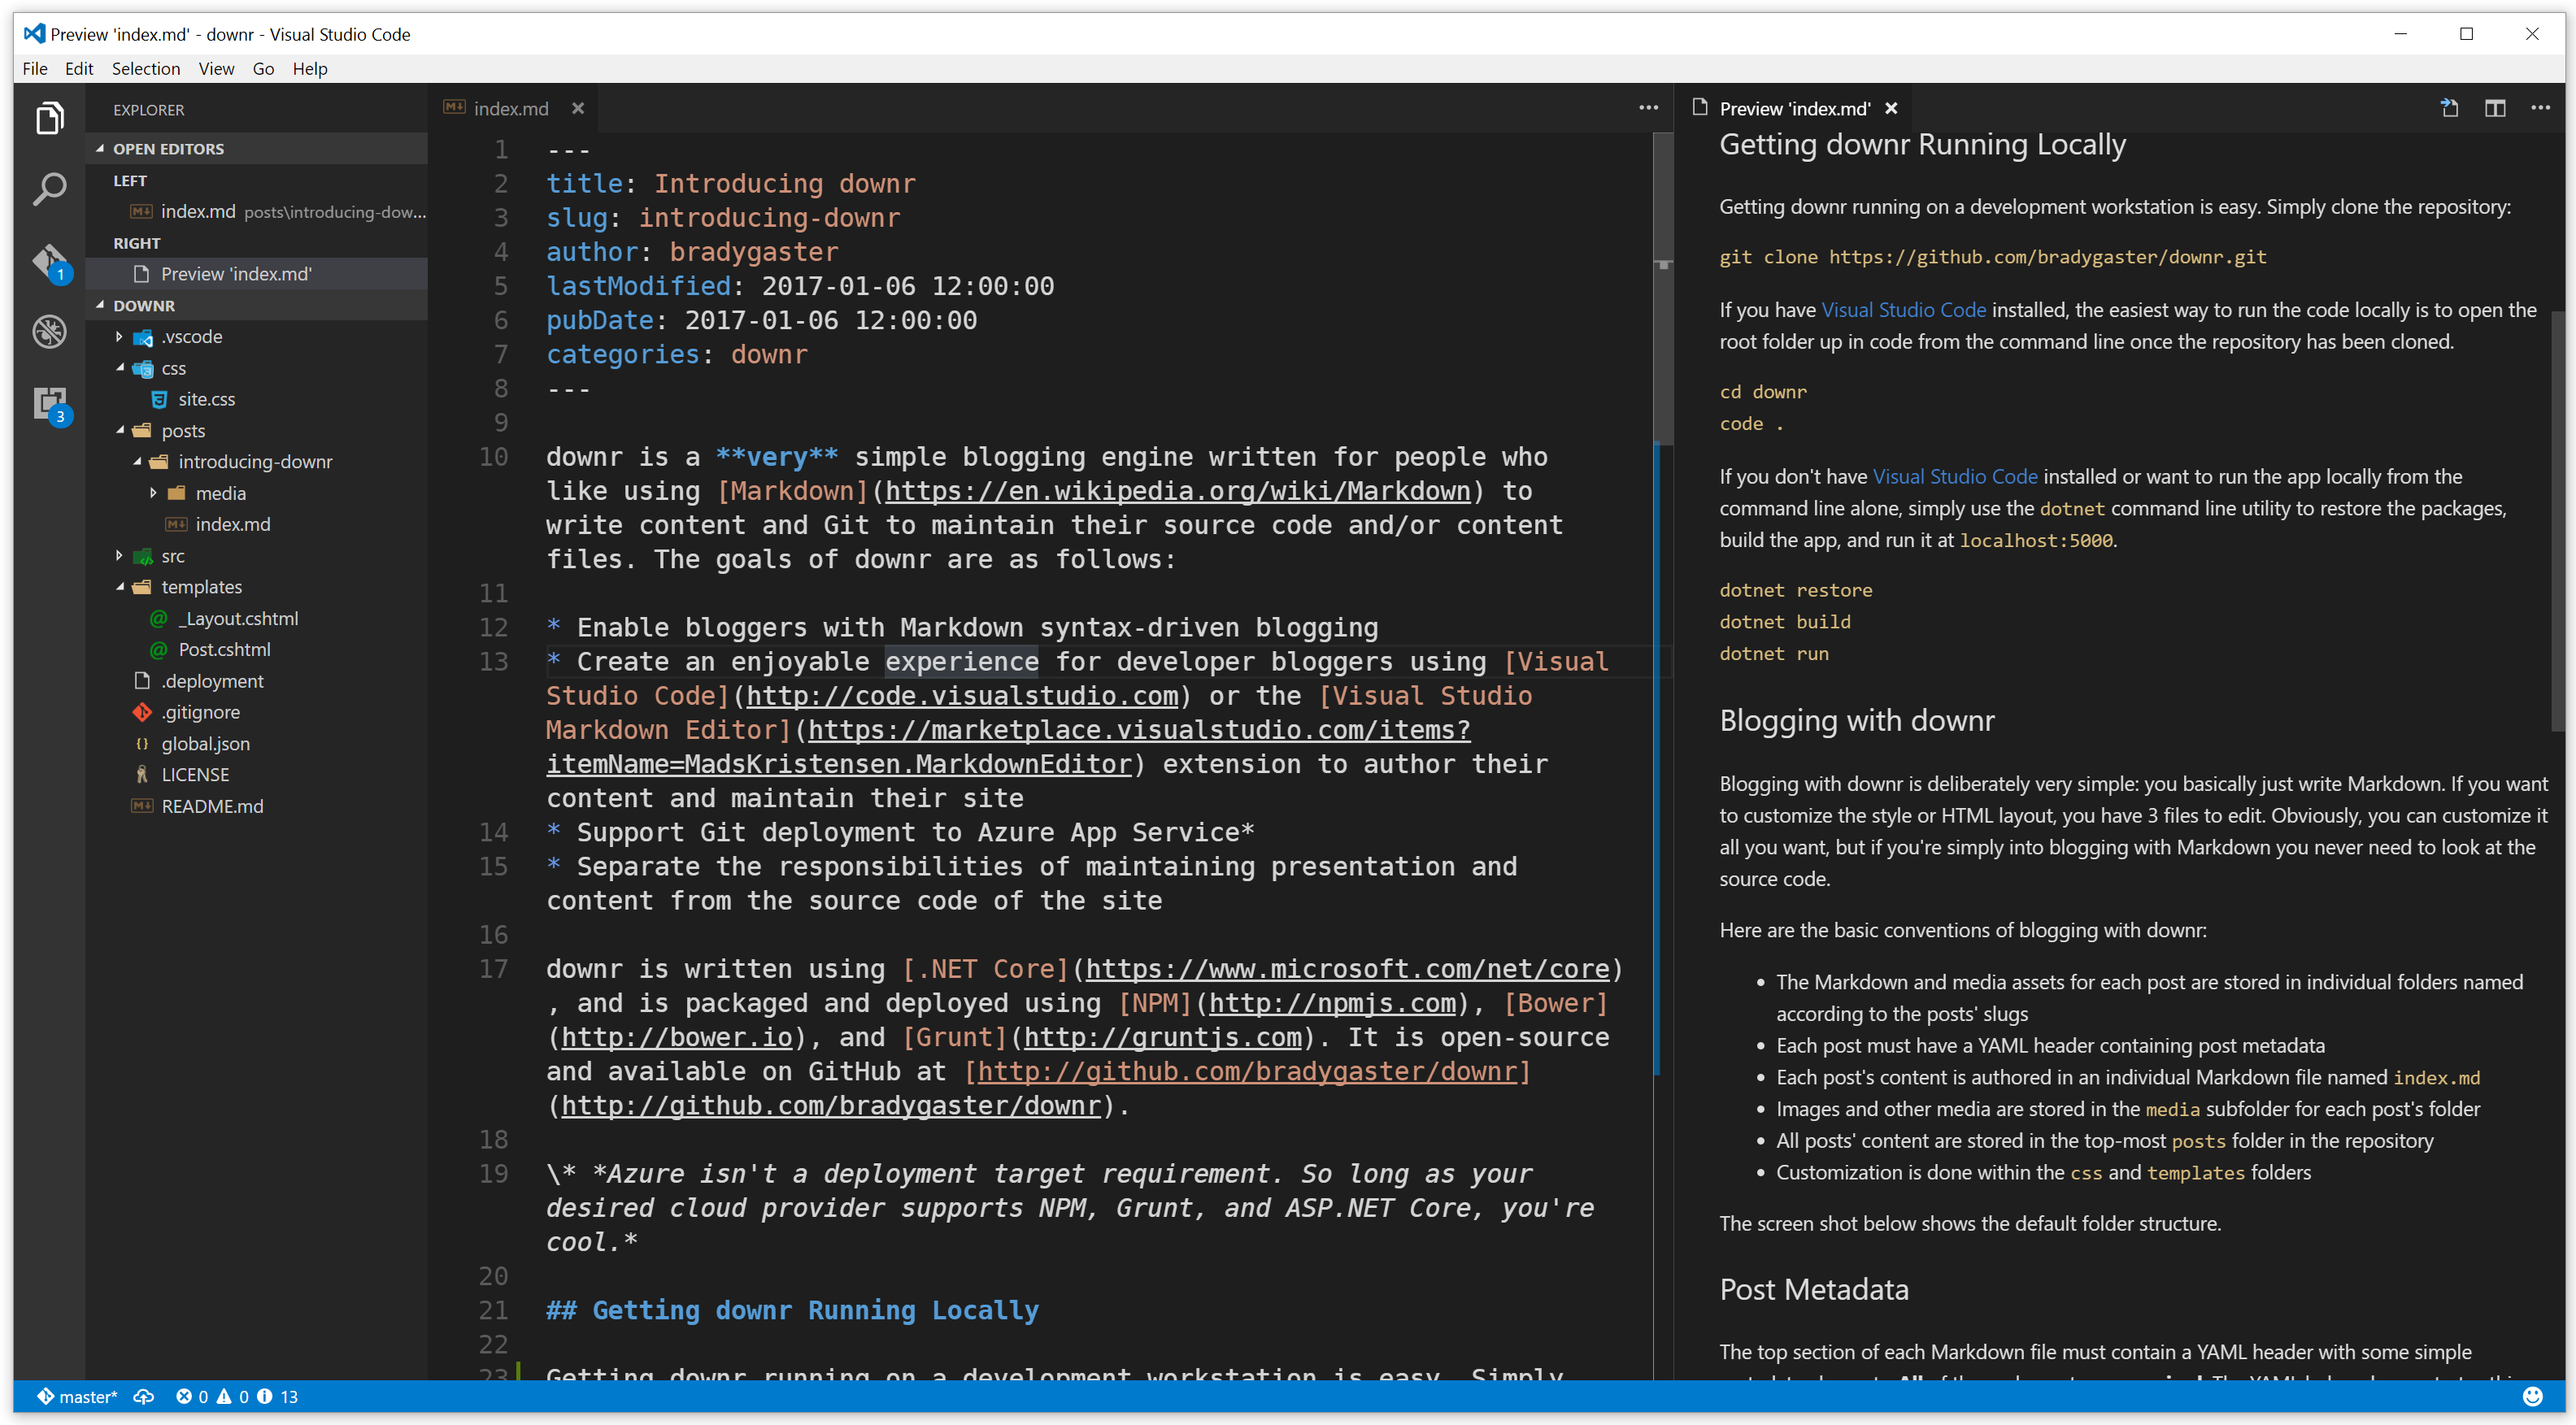 Preview 'index.md' - downr - Visual Studio Code
File Edit Selection View Go Help
EXPLORER
OPEN EDITORS
LEFT
index.md posts\introducing-dow...
RIGHT
Preview 'index.md'
DOWNR
.vscode
css
site.css
posts
introducing-downr
media
index.md
src
templates
_Layout.cshtml
Post.cshtml
.deployment
.gitignore
global.json
LICENSE
README.md
1
3
index.md
1 ---
2 title: Introducing downr
3 slug: introducing-downr
4 author: bradygaster
5 lastModified: 2017-01-06 12:00:00
6 pubDate: 2017-01-06 12:00:00
7 categories: downr
8 ---
9
10 downr is a **very** simple blogging engine written for people who
like using [Markdown](https://en.wikipedia.org/wiki/Markdown) to
write content and Git to maintain their source code and/or content
files. The goals of downr are as follows:
11
12 * Enable bloggers with Markdown syntax-driven blogging
13 * Create an enjoyable experience for developer bloggers using [Visual
Studio Code](http://code.visualstudio.com) or the [Visual Studio
Markdown Editor](https://marketplace.visualstudio.com/items?
itemName=MadsKristensen.MarkdownEditor) extension to author their
content and maintain their site
14 * Support Git deployment to Azure App Service*
15 * Separate the responsibilities of maintaining presentation and
content from the source code of the site
16
17 downr is written using [.NET Core](https://www.microsoft.com/net/core)
, and is packaged and deployed using [NPM](http://npmjs.com), [Bower]
(http://bower.io), and [Grunt](http://gruntjs.com). It is open-source
and available on GitHub at [http://github.com/bradygaster/downr]
(http://github.com/bradygaster/downr).
18
19 \* *Azure isn't a deployment target requirement. So long as your
desired cloud provider supports NPM, Grunt, and ASP.NET Core, you're
cool.*
20
21 ## Getting downr Running Locally
22
23 Getting downr running on a development workstation is easy. Simply
Preview 'index.md'
Getting downr Running Locally
Getting downr running on a development workstation is easy. Simply clone the repository:
git clone https://github.com/bradygaster/downr.git
If you have Visual Studio Code installed, the easiest way to run the code locally is to open the
root folder up in code from the command line once the repository has been cloned.
cd downr
code .
If you don't have Visual Studio Code installed or want to run the app locally from the
command line alone, simply use the dotnet command line utility to restore the packages,
build the app, and run it at localhost:5000.
dotnet restore
dotnet build
dotnet run
Blogging with downr
Blogging with downr is deliberately very simple: you basically just write Markdown. If you want
to customize the style or HTML layout, you have 3 files to edit. Obviously, you can customize it
all you want, but if you're simply into blogging with Markdown you never need to look at the
source code.
Here are the basic conventions of blogging with downr:
• The Markdown and media assets for each post are stored in individual folders named
according to the posts' slugs
• Each post must have a YAML header containing post metadata
• Each post's content is authored in an individual Markdown file named index.md
• Images and other media are stored in the media subfolder for each post's folder
• All posts' content are stored in the top-most posts folder in the repository
• Customization is done within the css and templates folders
The screen shot below shows the default folder structure.
Post Metadata
The top section of each Markdown file must contain a YAML header with some simple
master* 0 0 13